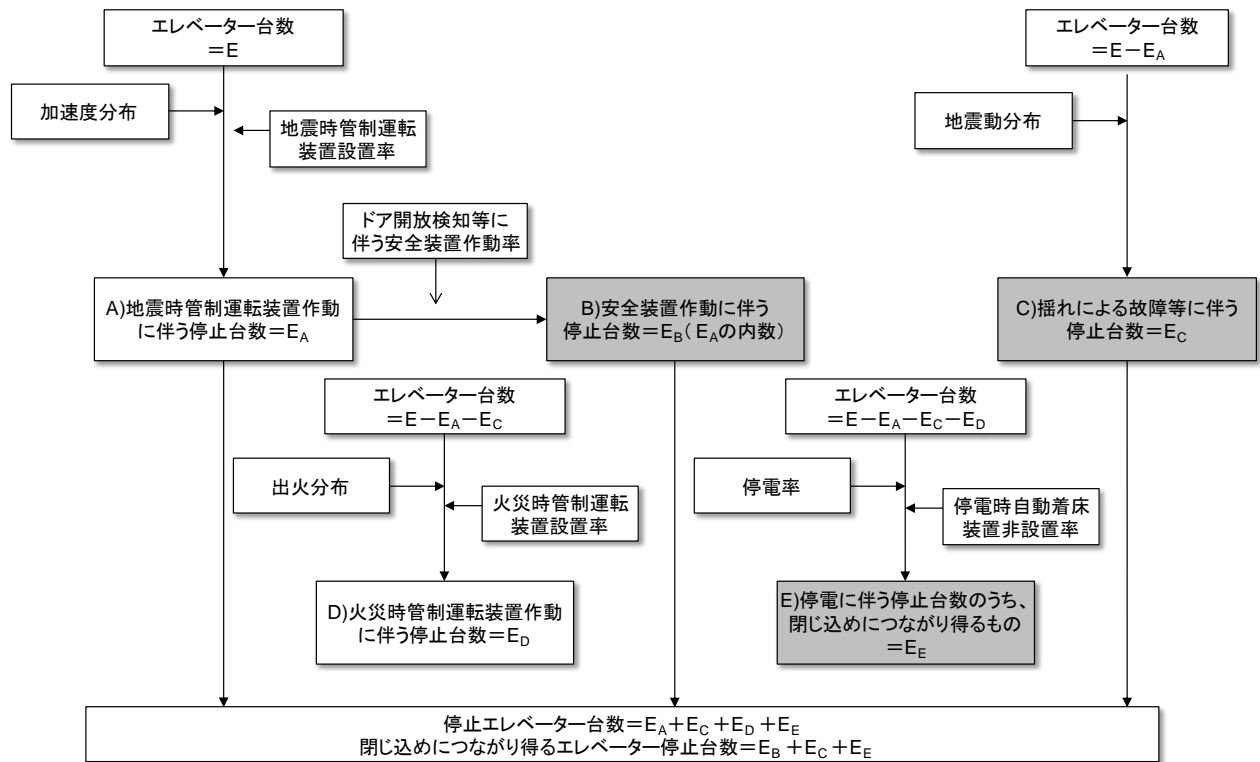 エレベーター台数
＝E
加速度分布
地震時管制運転
装置設置率
ドア開放検知等に
伴う安全装置作動率
A)地震時管制運転装置作動
に伴う停止台数＝EA
B)安全装置作動に伴う
停止台数＝EB（EAの内数）
エレベーター台数
＝E－EA
地震動分布
C)揺れによる故障等に伴う
停止台数＝EC
エレベーター台数
＝E－EA－EC
出火分布
火災時管制運転
装置設置率
D)火災時管制運転装置作動
に伴う停止台数＝ED
エレベーター台数
＝E－EA－EC－ED
停電率
停電時自動着床
装置非設置率
E)停電に伴う停止台数のうち、
閉じ込めにつながり得るもの
＝EE
停止エレベーター台数＝EA＋EC＋ED＋EE
閉じ込めにつながり得るエレベーター停止台数＝EB＋EC＋EE